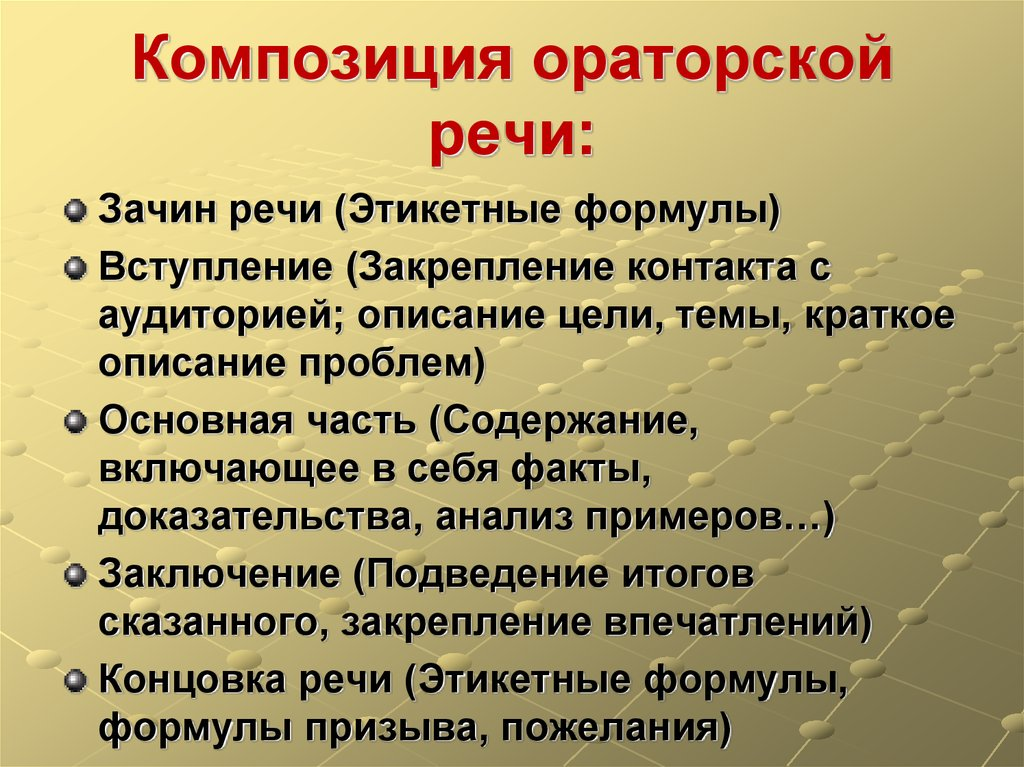 Композиция ораторской
речи:
Зачин речи (Этикетные формулы)
Вступление (Закрепление контакта с
аудиторией; описание цели, темы, краткое
описание проблем)
Основная часть (Содержание,
включающее в себя факты,
доказательства, анализ примеров…)
Заключение (Подведение итогов
сказанного, закрепление впечатлений)
Концовка речи (Этикетные формулы,
формулы призыва, пожелания)